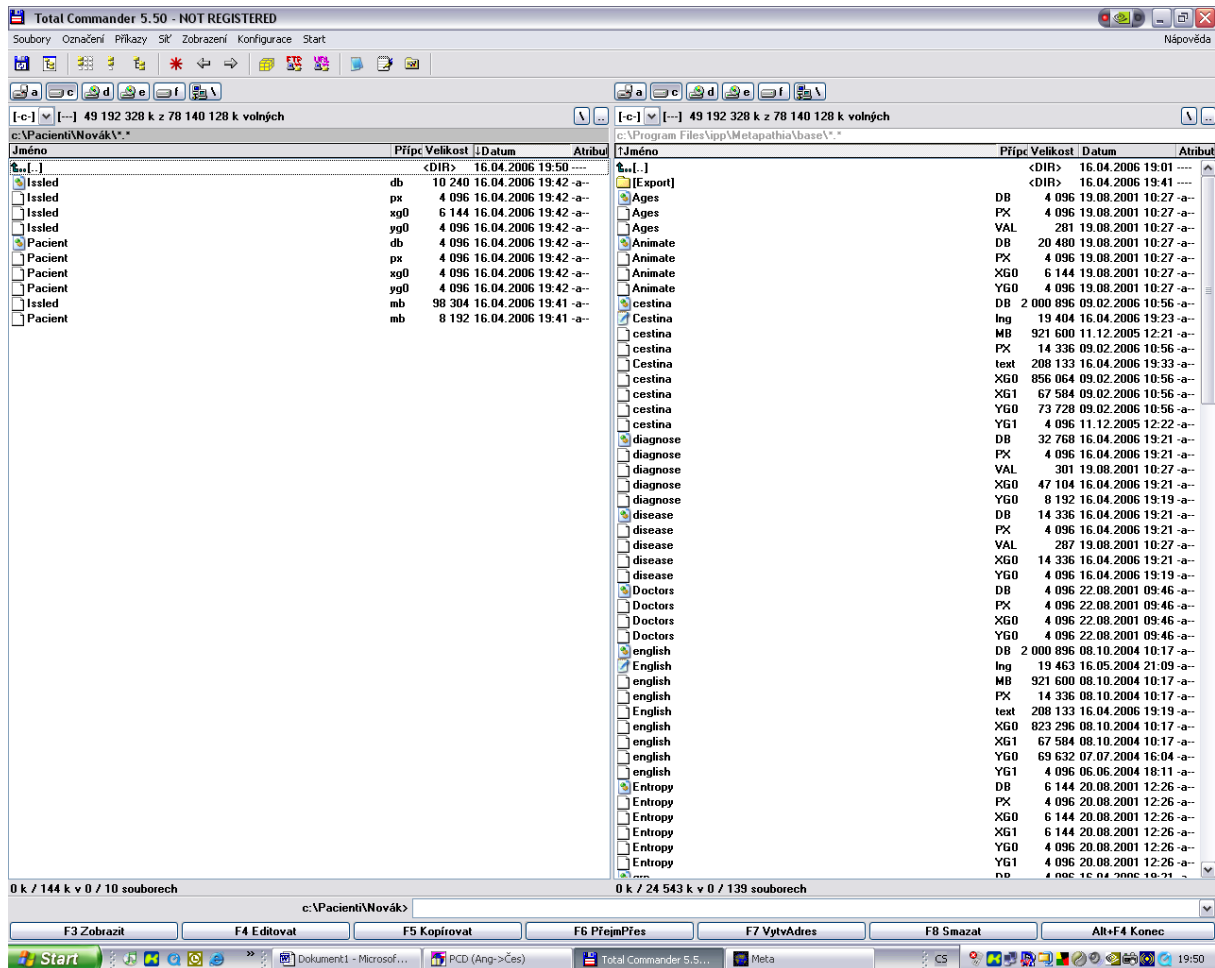 Total Commander 5.50 - NOT REGISTERED
Soubory Označení Příkazy Síť Zobrazení Konfigurace Start Nápověda
FTP
a c d e f \ a c d e f \
[-c-] [---] 49 192 328 k z 78 140 128 k volných \ .. [-c-] [---] 49 192 328 k z 78 140 128 k volných \ ..
c:\Pacienti\Novák\*.*
Jméno Přípc Velikost ↓Datum Atribut
[..] <DIR> 16.04.2006 19:50 ----
Issled db 10 240 16.04.2006 19:42 -a--
Issled px 4 096 16.04.2006 19:42 -a--
Issled xg0 6 144 16.04.2006 19:42 -a--
Issled yg0 4 096 16.04.2006 19:42 -a--
Pacient db 4 096 16.04.2006 19:42 -a--
Pacient px 4 096 16.04.2006 19:42 -a--
Pacient xg0 4 096 16.04.2006 19:42 -a--
Pacient yg0 4 096 16.04.2006 19:42 -a--
Issled mb 98 304 16.04.2006 19:41 -a--
Pacient mb 8 192 16.04.2006 19:41 -a--
0 k / 144 k v 0 / 10 souborech
c:\Program Files\ipp\Metapathia\base\*.*
↑Jméno Přípc Velikost Datum Atribut
[..] <DIR> 16.04.2006 19:01 ----
[Export] <DIR> 16.04.2006 19:41 ----
Ages DB 4 096 19.08.2001 10:27 -a--
Ages PX 4 096 19.08.2001 10:27 -a--
Ages VAL 281 19.08.2001 10:27 -a--
Animate DB 20 480 19.08.2001 10:27 -a--
Animate PX 4 096 19.08.2001 10:27 -a--
Animate XG0 6 144 19.08.2001 10:27 -a--
Animate YG0 4 096 19.08.2001 10:27 -a--
cestina DB 2 000 896 09.02.2006 10:56 -a--
Cestina lng 19 404 16.04.2006 19:23 -a--
cestina MB 921 600 11.12.2005 12:21 -a--
cestina PX 14 336 09.02.2006 10:56 -a--
Cestina text 208 133 16.04.2006 19:33 -a--
cestina XG0 856 064 09.02.2006 10:56 -a--
cestina XG1 67 584 09.02.2006 10:56 -a--
cestina YG0 73 728 09.02.2006 10:56 -a--
cestina YG1 4 096 11.12.2005 12:22 -a--
diagnose DB 32 768 16.04.2006 19:21 -a--
diagnose PX 4 096 16.04.2006 19:21 -a--
diagnose VAL 301 19.08.2001 10:27 -a--
diagnose XG0 47 104 16.04.2006 19:21 -a--
diagnose YG0 8 192 16.04.2006 19:19 -a--
disease DB 14 336 16.04.2006 19:21 -a--
disease PX 4 096 16.04.2006 19:21 -a--
disease VAL 287 19.08.2001 10:27 -a--
disease XG0 14 336 16.04.2006 19:21 -a--
disease YG0 4 096 16.04.2006 19:19 -a--
Doctors DB 4 096 22.08.2001 09:46 -a--
Doctors PX 4 096 22.08.2001 09:46 -a--
Doctors XG0 4 096 22.08.2001 09:46 -a--
Doctors YG0 4 096 22.08.2001 09:46 -a--
english DB 2 000 896 08.10.2004 10:17 -a--
English lng 19 463 16.05.2004 21:09 -a--
english MB 921 600 08.10.2004 10:17 -a--
english PX 14 336 08.10.2004 10:17 -a--
English text 208 133 16.04.2006 19:19 -a--
english XG0 823 296 08.10.2004 10:17 -a--
english XG1 67 584 08.10.2004 10:17 -a--
english YG0 69 632 07.07.2004 16:04 -a--
english YG1 4 096 06.06.2004 18:11 -a--
Entropy DB 6 144 20.08.2001 12:26 -a--
Entropy PX 4 096 20.08.2001 12:26 -a--
Entropy XG0 6 144 20.08.2001 12:26 -a--
Entropy XG1 6 144 20.08.2001 12:26 -a--
Entropy YG0 4 096 20.08.2001 12:26 -a--
Entropy YG1 4 096 20.08.2001 12:26 -a--
grp DB 4 096 16.04.2006 19:21
0 k / 24 543 k v 0 / 139 souborech
c:\Pacienti\Novák>
F3 Zobrazit F4 Editovat F5 Kopírovat F6 PřejmPřes F7 VytvAdres F8 Smazat Alt+F4 Konec
Start » Dokument1 - Microsof... PCD (Ang->Čes) Total Commander 5.5... Meta CS 19:50